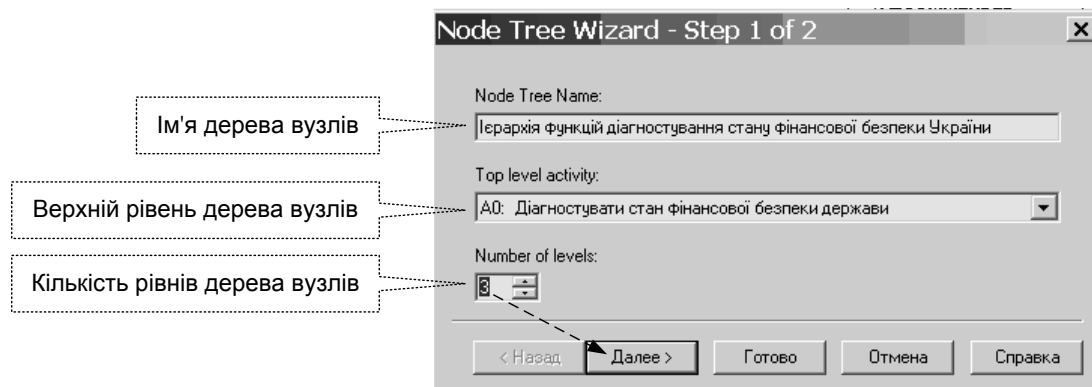 Node Tree Wizard - Step 1 of 2
Node Tree Name:
Ім'я дерева вузлів
Ієрархія функцій діагностування стану фінансової безпеки України
Top level activity:
Верхній рівень дерева вузлів
A0: Діагностувати стан фінансової безпеки держави
Number of levels:
Кількість рівнів дерева вузлів
3
< Назад
Далее >
Готово
Отмена
Справка